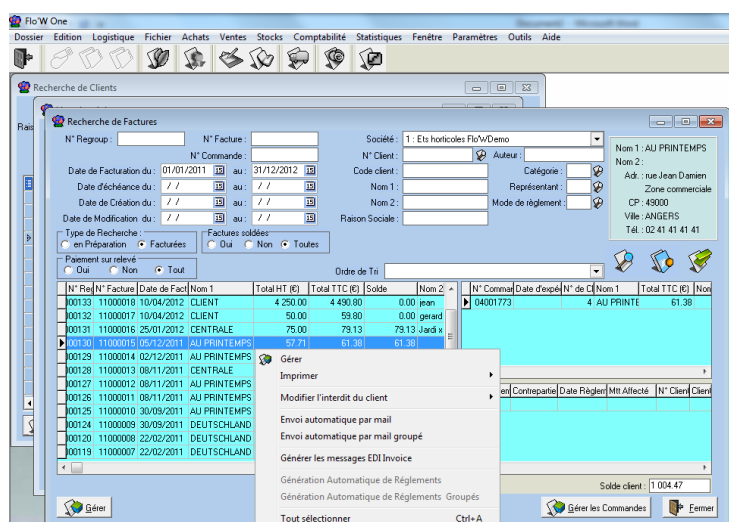 Flo'W One
Dossier Edition Logistique Fichier Achats Ventes Stocks Comptabilité Statistiques Fenêtre Paramètres Outils Aide
Recherche de Clients
Rais
Recherche de Factures
N° Regroup : N° Facture : Société : 1 : Ets horticoles Flo'WDemo
N° Commande : N° Client : Auteur :
Date de Facturation du : 01/01/2011 au : 31/12/2012 Code client : Catégorie :
Date d'échéance du : / / au : / / Nom 1 : Représentant :
Date de Création du : / / au : / / Nom 2 : Mode de règlement :
Date de Modification du : / / au : / / Raison Sociale :
Nom 1 : AU PRINTEMPS
Nom 2 :
Adr. : rue Jean Damien
Zone commerciale
CP : 49000
Ville : ANGERS
Tél. : 02 41 41 41 41
Type de Recherche : Factures soldées
en Préparation Facturées Oui Non Toutes
Paiement sur relevé
Oui Non Tout Ordre de Tri
N° Reg N° Facture Date de Fact Nom 1 Total HT (€) Total TTC (€) Solde Nom 2
00133 11000018 10/04/2012 CLIENT 4 250.00 4 490.80 0.00 jean
00132 11000017 10/04/2012 CLIENT 50.00 59.80 0.00 gerard
00131 11000016 25/01/2012 CENTRALE 75.00 79.13 79.13 Jardi x
00130 11000015 05/12/2011 AU PRINTEMPS 57.71 61.38 61.38
00129 11000014 02/12/2011 AU PRINTEMPS
00128 11000013 08/11/2011 CENTRALE
00127 11000012 08/11/2011 AU PRINTEMPS
00126 11000011 08/11/2011 AU PRINTEMPS
00125 11000010 30/09/2011 AU PRINTEMPS
00124 11000009 30/09/2011 DEUTSCHLAND
00120 11000008 22/02/2011 DEUTSCHLAND
00119 11000007 22/02/2011 DEUTSCHLAND
N° Comman Date d'expé N° de Cl Nom 1 Total TTC (€) Non
04001773 4 AU PRINTE 61.38
en Contrepartie Date Règlem Mtt Affecté N° Client Client
Gérer
Imprimer
Modifier l'interdit du client
Envoi automatique par mail
Envoi automatique par mail groupé
Générer les messages EDI Invoice
Génération Automatique de Réglements
Génération Automatique de Réglements Groupés
Tout sélectionner Ctrl+A
Solde client : 1 004.47
Gérer Gérer les Commandes Fermer